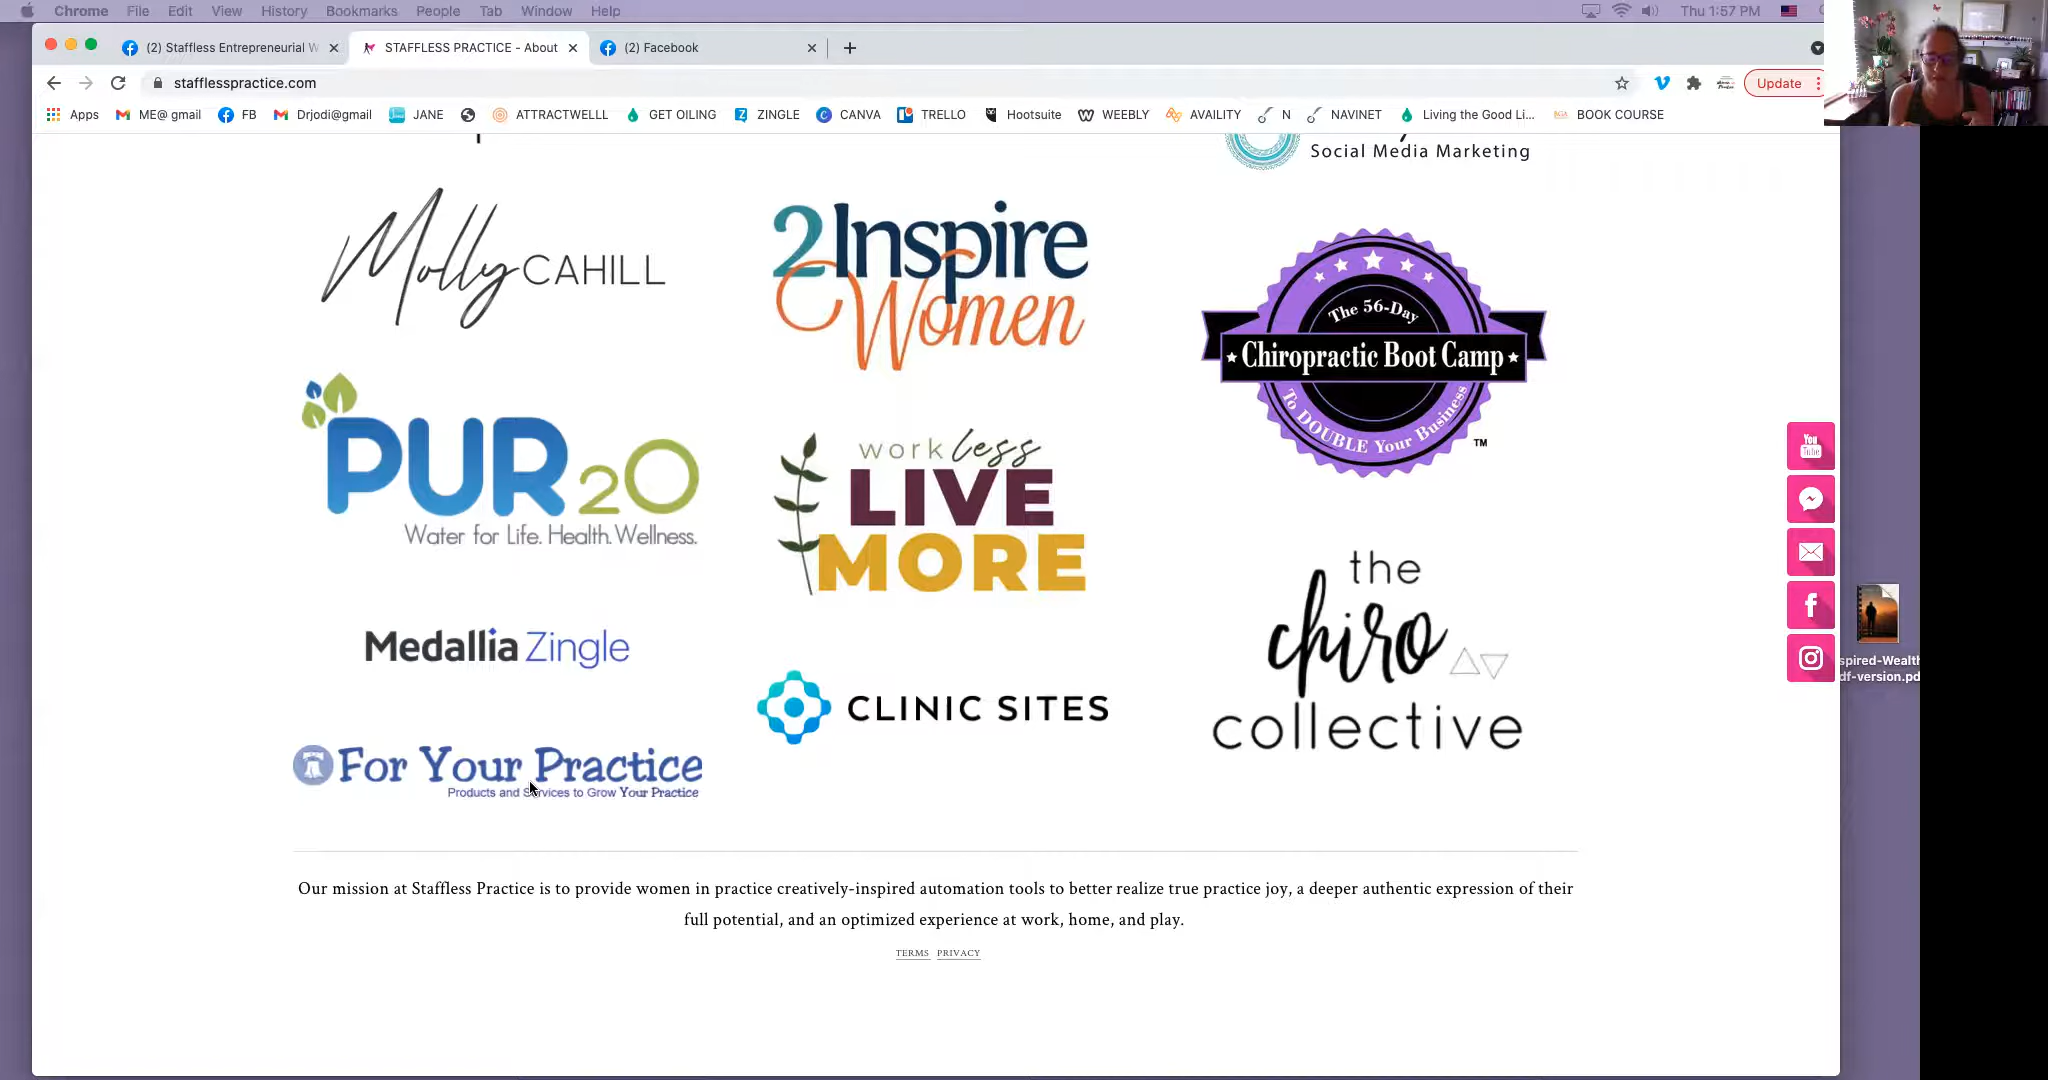 Chrome File Edit View History Bookmarks People Tab Window Help
Thu 1:57 PM
(2) Staffless Entrepreneurial W
STAFFLESS PRACTICE - About
(2) Facebook
stafflesspractice.com
Update
Apps ME@ gmail FB Drjodi@gmail JANE ATTRACTWELLL GET OILING ZINGLE CANVA TRELLO Hootsuite WEEBLY AVAILITY N NAVINET Living the Good Li... BOOK COURSE
Social Media Marketing
Molly CAHILL
2Inspire
Women
The 56-Day
Chiropractic Boot Camp
To DOUBLE Your Business
TM
PUR2O
Water for Life. Health. Wellness.
work less
LIVE
MORE
the
chiro
collective
Medallia Zingle
CLINIC SITES
For Your Practice
Products and Services to Grow Your Practice
You
Tube
spired-Wealth
df-version.pd
Our mission at Staffless Practice is to provide women in practice creatively-inspired automation tools to better realize true practice joy, a deeper authentic expression of their
full potential, and an optimized experience at work, home, and play.
TERMS PRIVACY